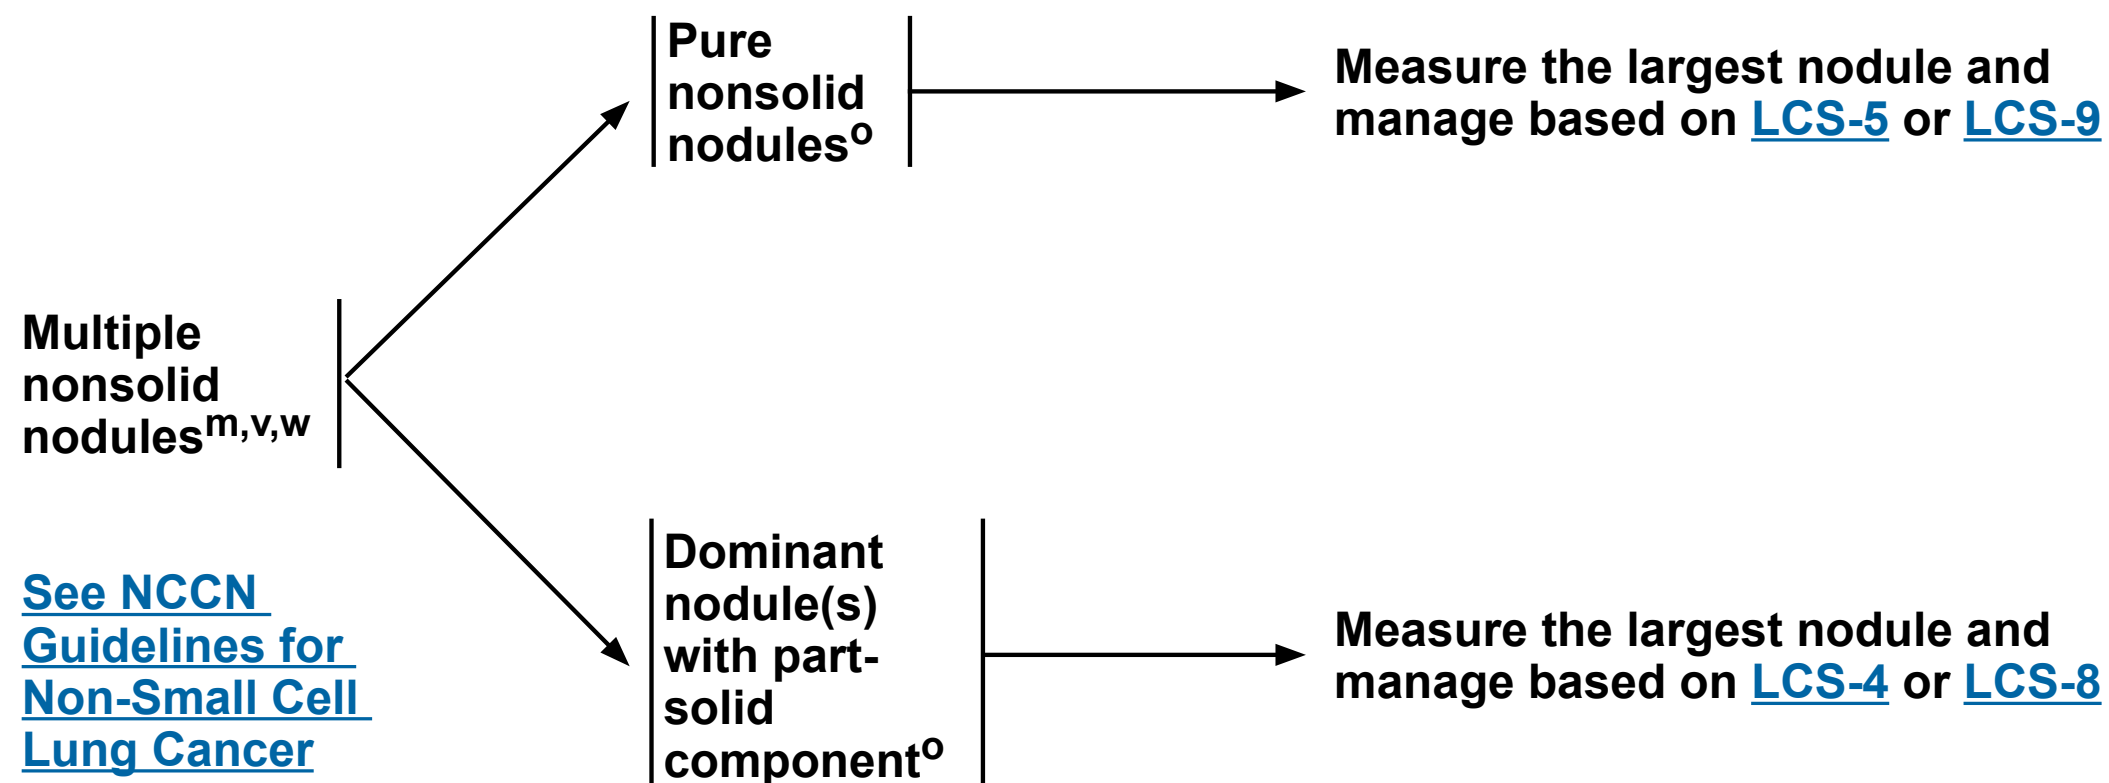 Multiple
nonsolid
nodules^m,v,w
See NCCN
Guidelines for
Non-Small Cell
Lung Cancer
Pure
nonsolid
nodules^o
Measure the largest nodule and
manage based on LCS-5 or LCS-9
Dominant
nodule(s)
with part-
solid
component^o
Measure the largest nodule and
manage based on LCS-4 or LCS-8